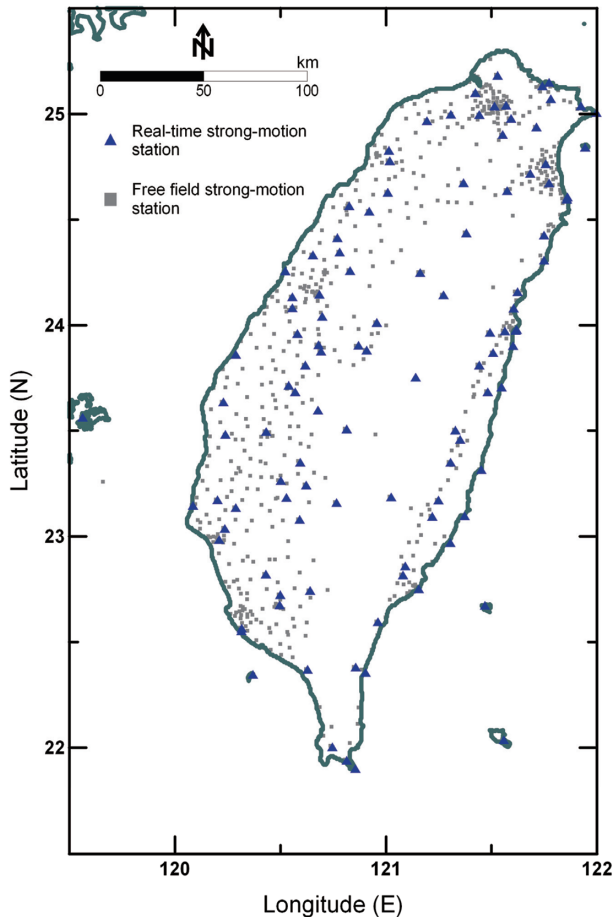 N
km
0 50 100
Real-time strong-motion
station
Free field strong-motion
station
25
24
23
22
120 121 122
Latitude (N)
Longitude (E)